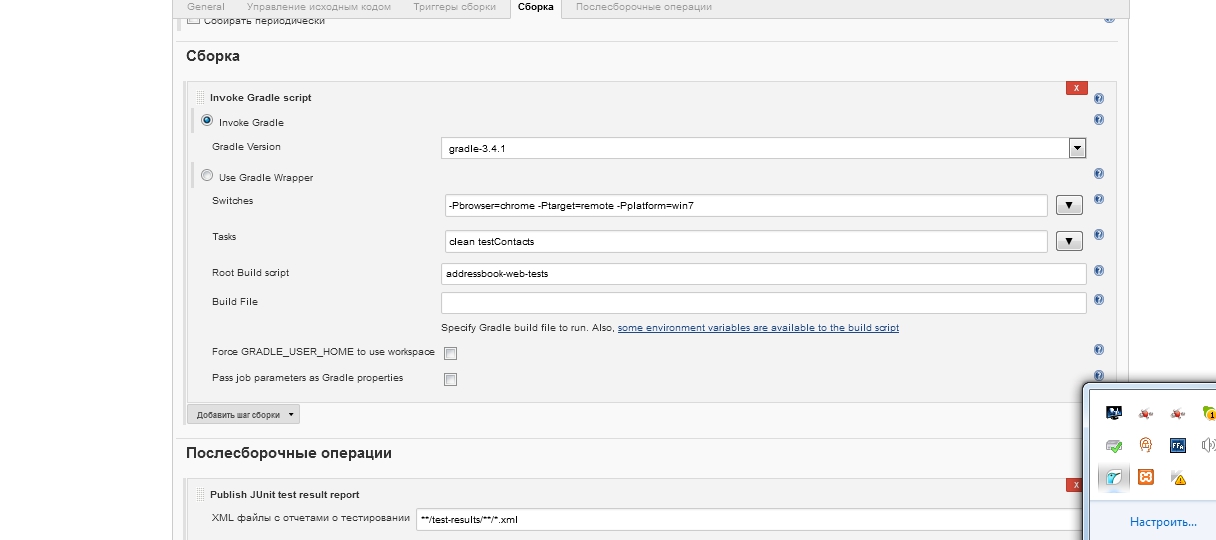 General Управление исходным кодом Триггеры сборки Сборка Послесборочные операции
Собирать периодически
Сборка
Invoke Gradle script X
Invoke Gradle
Gradle Version gradle-3.4.1
Use Gradle Wrapper
Switches -Pbrowser=chrome -Ptarget=remote -Pplatform=win7
Tasks clean testContacts
Root Build script addressbook-web-tests
Build File
Specify Gradle build file to run. Also, some environment variables are available to the build script
Force GRADLE_USER_HOME to use workspace
Pass job parameters as Gradle properties
Добавить шаг сборки
Послесборочные операции
Publish JUnit test result report X
XML файлы с отчетами о тестировании **/test-results/**/*.xml
1
FFA
Настроить...